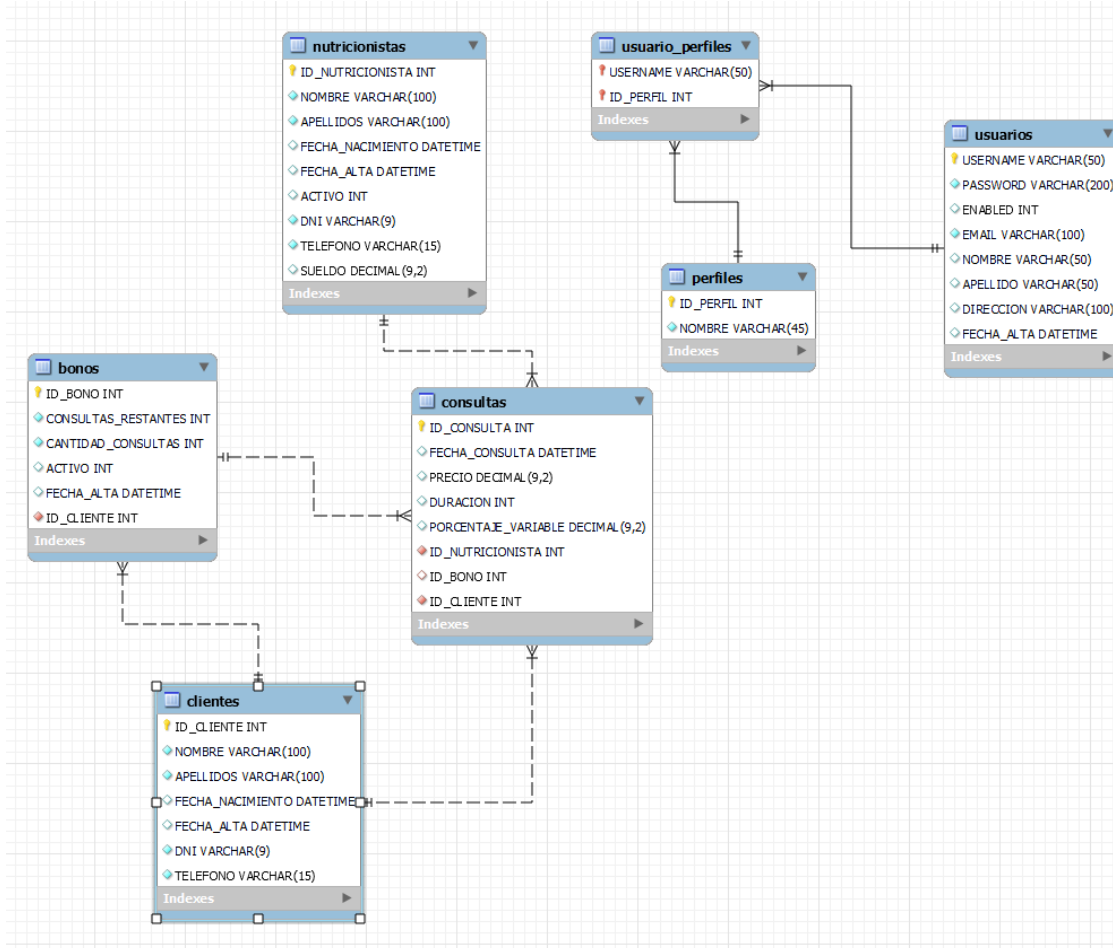 nutricionistas
ID_NUTRICIONISTA INT
NOMBRE VARCHAR(100)
APELLIDOS VARCHAR(100)
FECHA_NACIMIENTO DATETIME
FECHA_ALTA DATETIME
ACTIVO INT
DNI VARCHAR(9)
TELEFONO VARCHAR(15)
SUELDO DECIMAL(9,2)
Indexes
usuario_perfiles
USERNAME VARCHAR(50)
ID_PERFIL INT
Indexes
usuarios
USERNAME VARCHAR(50)
PASSWORD VARCHAR(200)
ENABLED INT
EMAIL VARCHAR(100)
NOMBRE VARCHAR(50)
APELLIDO VARCHAR(50)
DIRECCION VARCHAR(100)
FECHA_ALTA DATETIME
Indexes
perfiles
ID_PERFIL INT
NOMBRE VARCHAR(45)
Indexes
bonos
ID_BONO INT
CONSULTAS_RESTANTES INT
CANTIDAD_CONSULTAS INT
ACTIVO INT
FECHA_ALTA DATETIME
ID_CLIENTE INT
Indexes
consultas
ID_CONSULTA INT
FECHA_CONSULTA DATETIME
PRECIO DECIMAL(9,2)
DURACION INT
PORCENTAJE_VARIABLE DECIMAL(9,2)
ID_NUTRICIONISTA INT
ID_BONO INT
ID_CLIENTE INT
Indexes
clientes
ID_CLIENTE INT
NOMBRE VARCHAR(100)
APELLIDOS VARCHAR(100)
FECHA_NACIMIENTO DATETIME
FECHA_ALTA DATETIME
DNI VARCHAR(9)
TELEFONO VARCHAR(15)
Indexes